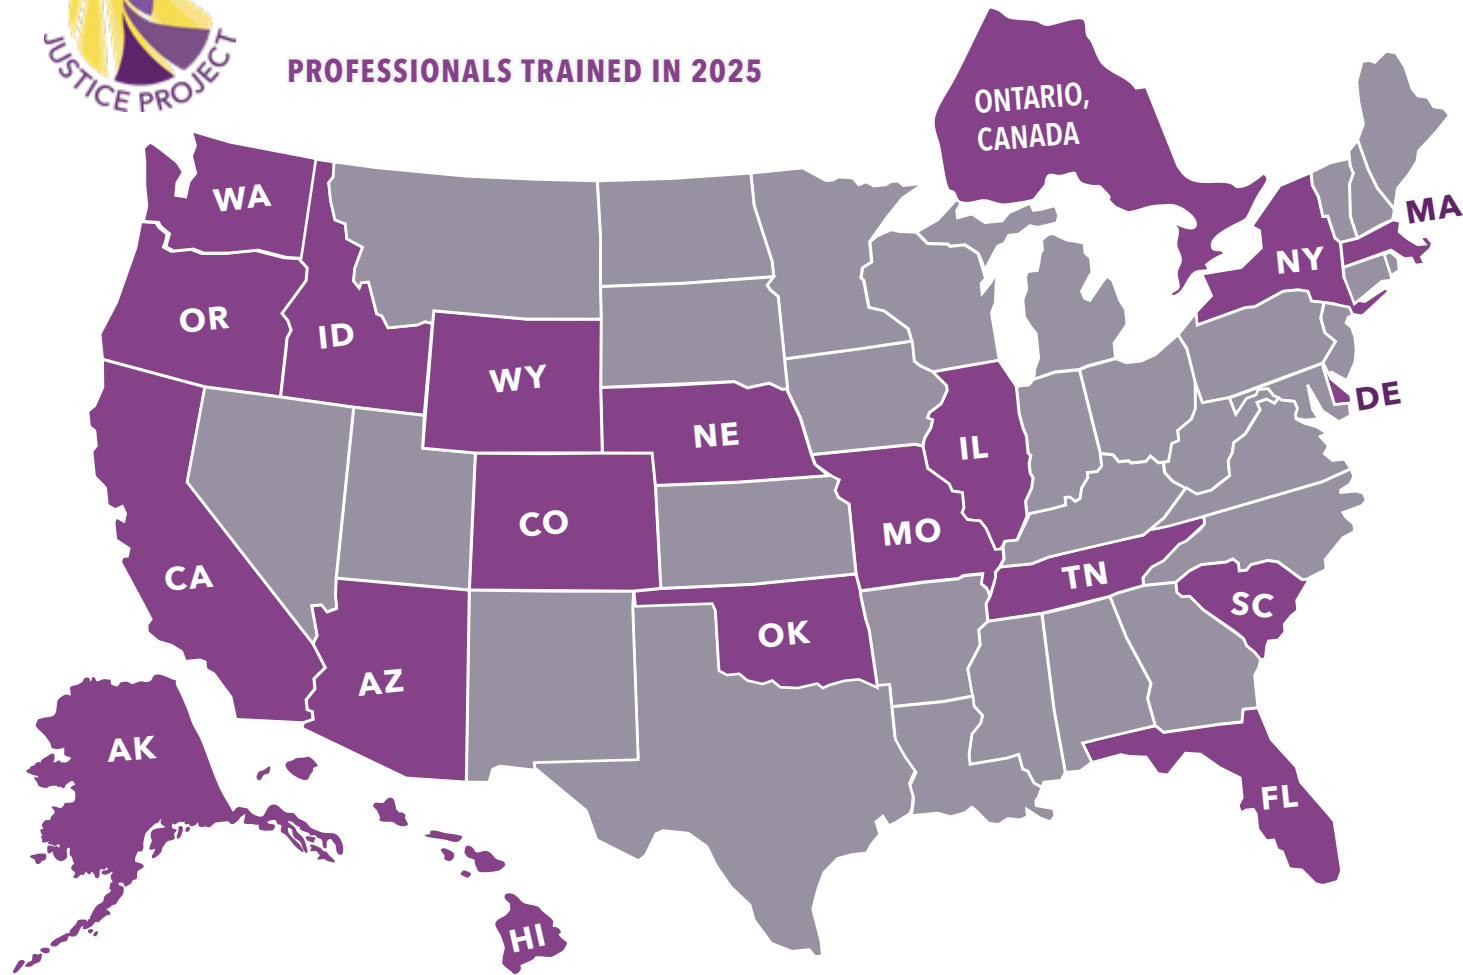 JUSTICE PROJECT
PROFESSIONALS TRAINED IN 2025
ONTARIO,
CANADA
WA
MA
NY
OR
ID
WY
DE
NE
IL
CO
MO
CA
TN
SC
OK
AZ
AK
FL
HI